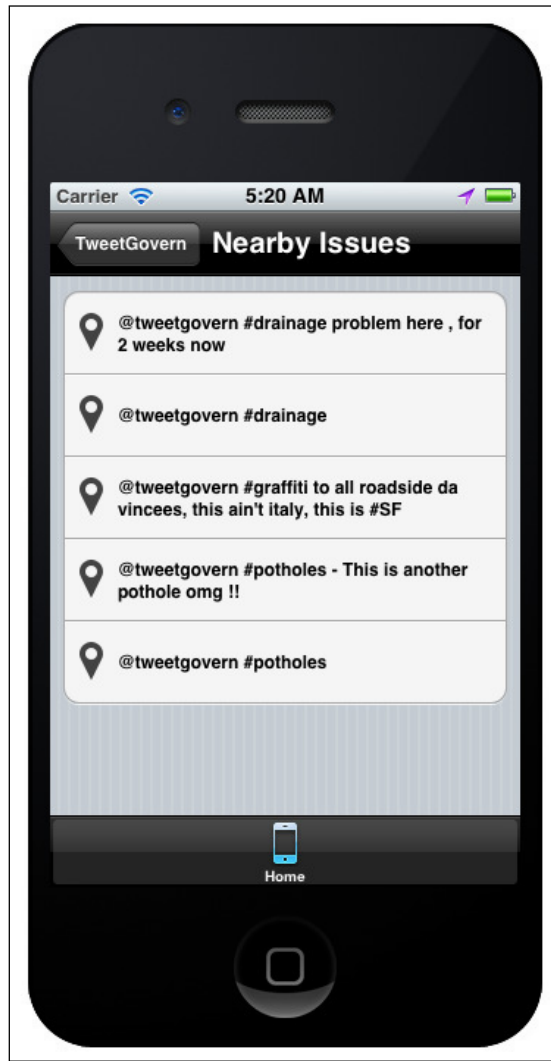 Carrier 5:20 AM
TweetGovern Nearby Issues
@tweetgovern #drainage problem here , for
2 weeks now
@tweetgovern #drainage
@tweetgovern #graffiti to all roadside da
vincees, this ain't italy, this is #SF
@tweetgovern #potholes - This is another
pothole omg !!
@tweetgovern #potholes
Home